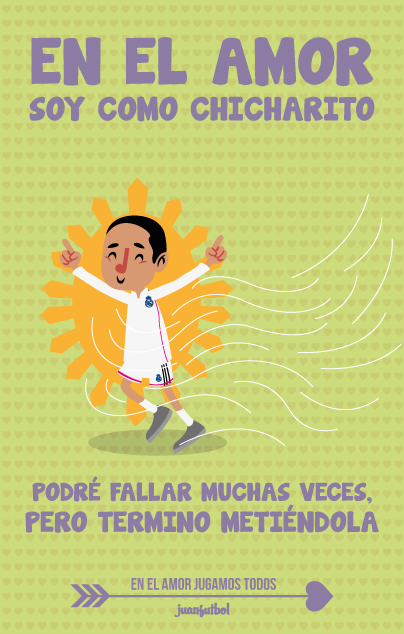 EN EL AMOR
SOY COMO CHICHARITO
PODRÉ FALLAR MUCHAS VECES,
PERO TERMINO METIÉNDOLA
EN EL AMOR JUGAMOS TODOS
juanfutbol